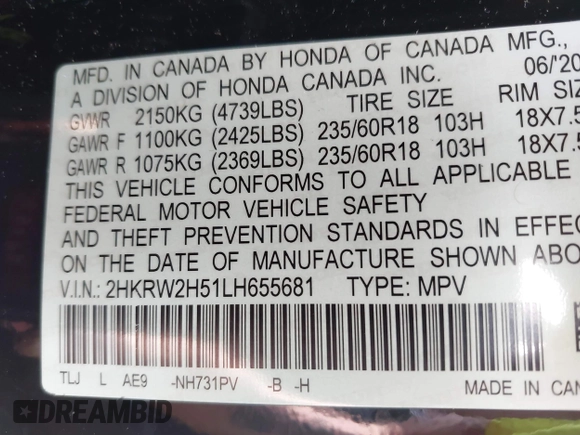 MFD. IN CANADA BY HONDA OF CANADA MFG.,
A DIVISION OF HONDA CANADA INC. 06/'20
GVWR 2150KG (4739LBS) TIRE SIZE RIM SIZ
GAWR F 1100KG (2425LBS) 235/60R18 103H 18X7.5
GAWR R 1075KG (2369LBS) 235/60R18 103H 18X7.5
THIS VEHICLE CONFORMS TO ALL APPLICABLE
FEDERAL MOTOR VEHICLE SAFETY
AND THEFT PREVENTION STANDARDS IN EFFEC
ON THE DATE OF MANUFACTURE SHOWN ABO
V.I.N.: 2HKRW2H51LH655681 TYPE: MPV
TLJ L AE9 -NH731PV -B -H MADE IN CAN
DREAMBID